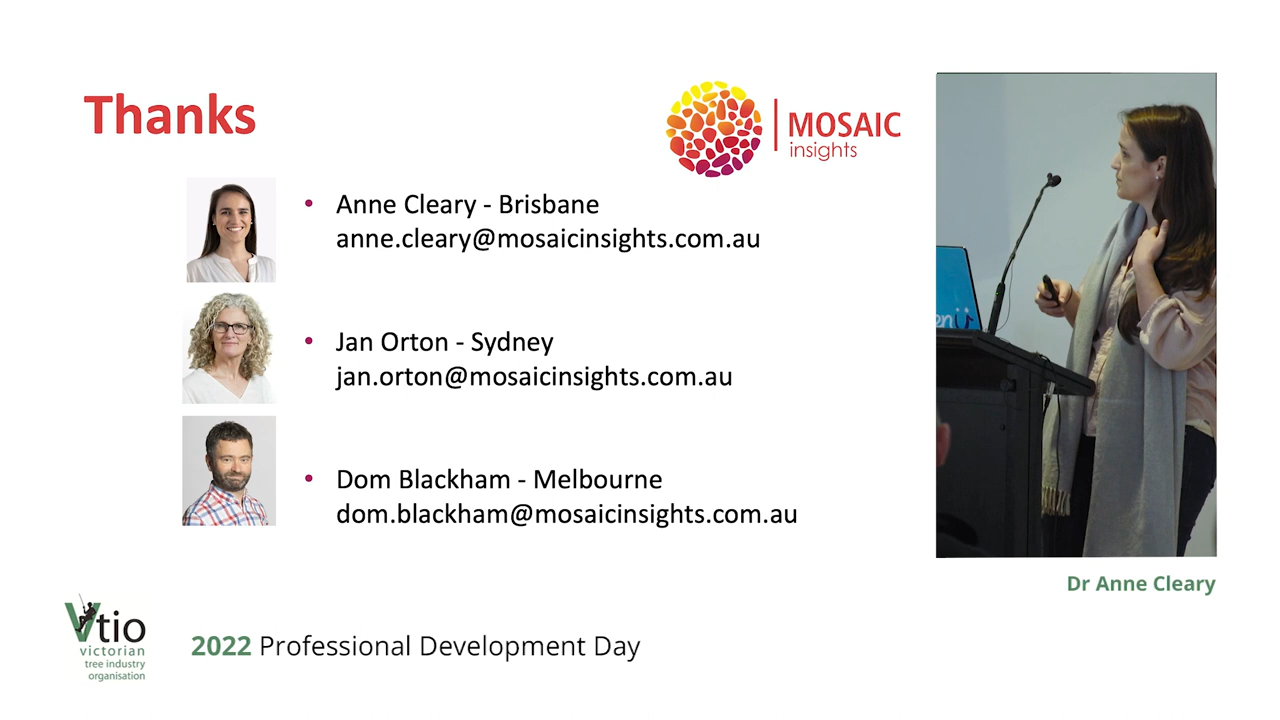 Thanks
MOSAIC
insights
• Anne Cleary - Brisbane
anne.cleary@mosaicinsights.com.au
• Jan Orton - Sydney
jan.orton@mosaicinsights.com.au
• Dom Blackham - Melbourne
dom.blackham@mosaicinsights.com.au
Dr Anne Cleary
Vtio
victorian
tree industry
organisation
2022 Professional Development Day